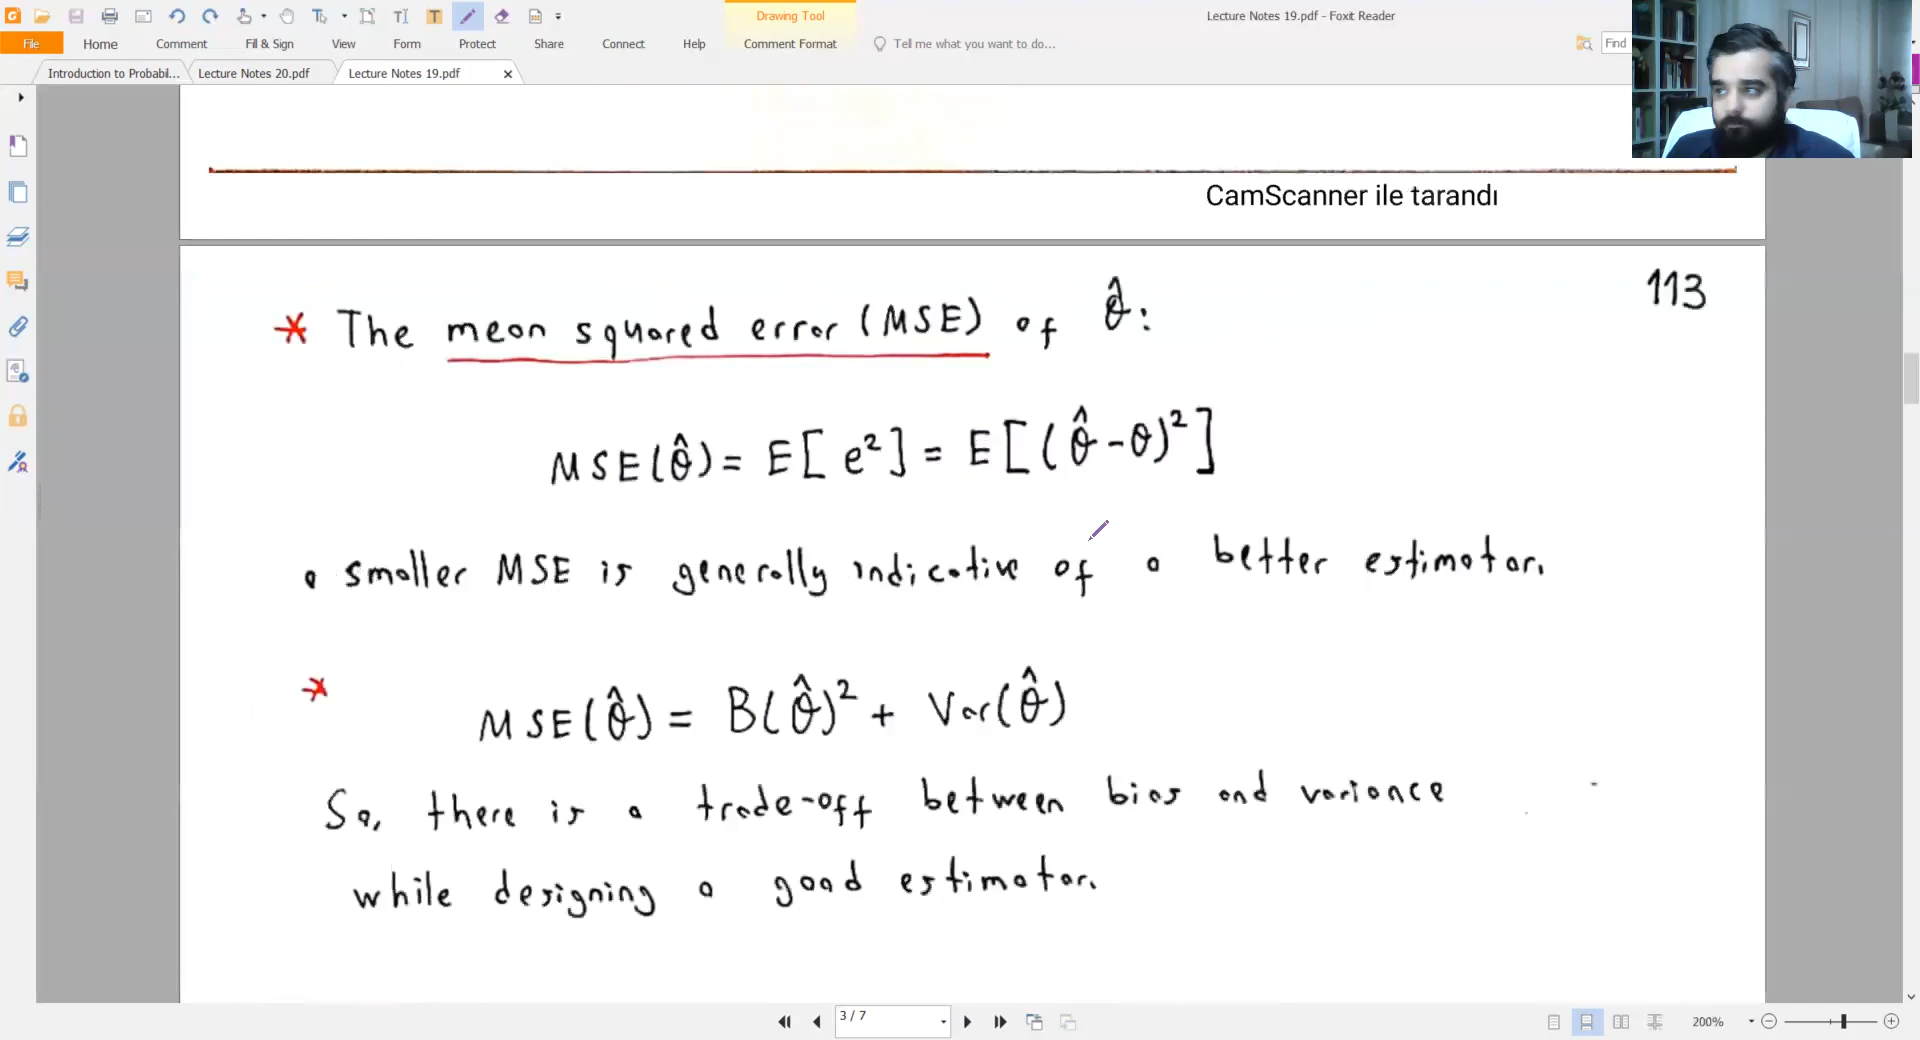 Drawing Tool
Lecture Notes 19.pdf - Foxit Reader
File Home Comment Fill & Sign View Form Protect Share Connect Help Comment Format Tell me what you want to do... Find
Introduction to Probabil... Lecture Notes 20.pdf Lecture Notes 19.pdf
CamScanner ile tarandı
113
* The mean squared error (MSE) of θ̂:
MSE(θ̂) = E[e²] = E[(θ̂-θ)²]
a smaller MSE is generally indicative of a better estimator.
* MSE(θ̂) = B(θ̂)² + Var(θ̂)
So, there is a trade-off between bias and variance
while designing a good estimator.
3 / 7
200%